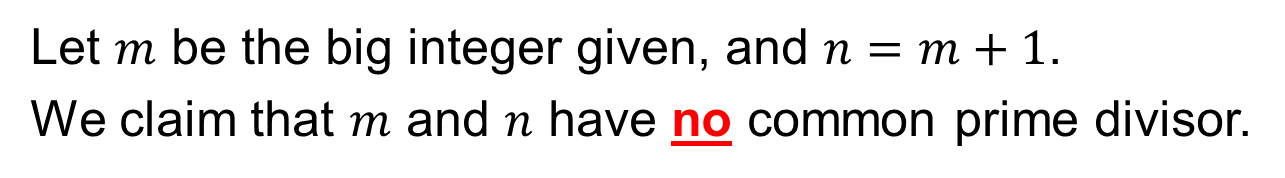 Let m be the big integer given, and n = m + 1.
We claim that m and n have no common prime divisor.